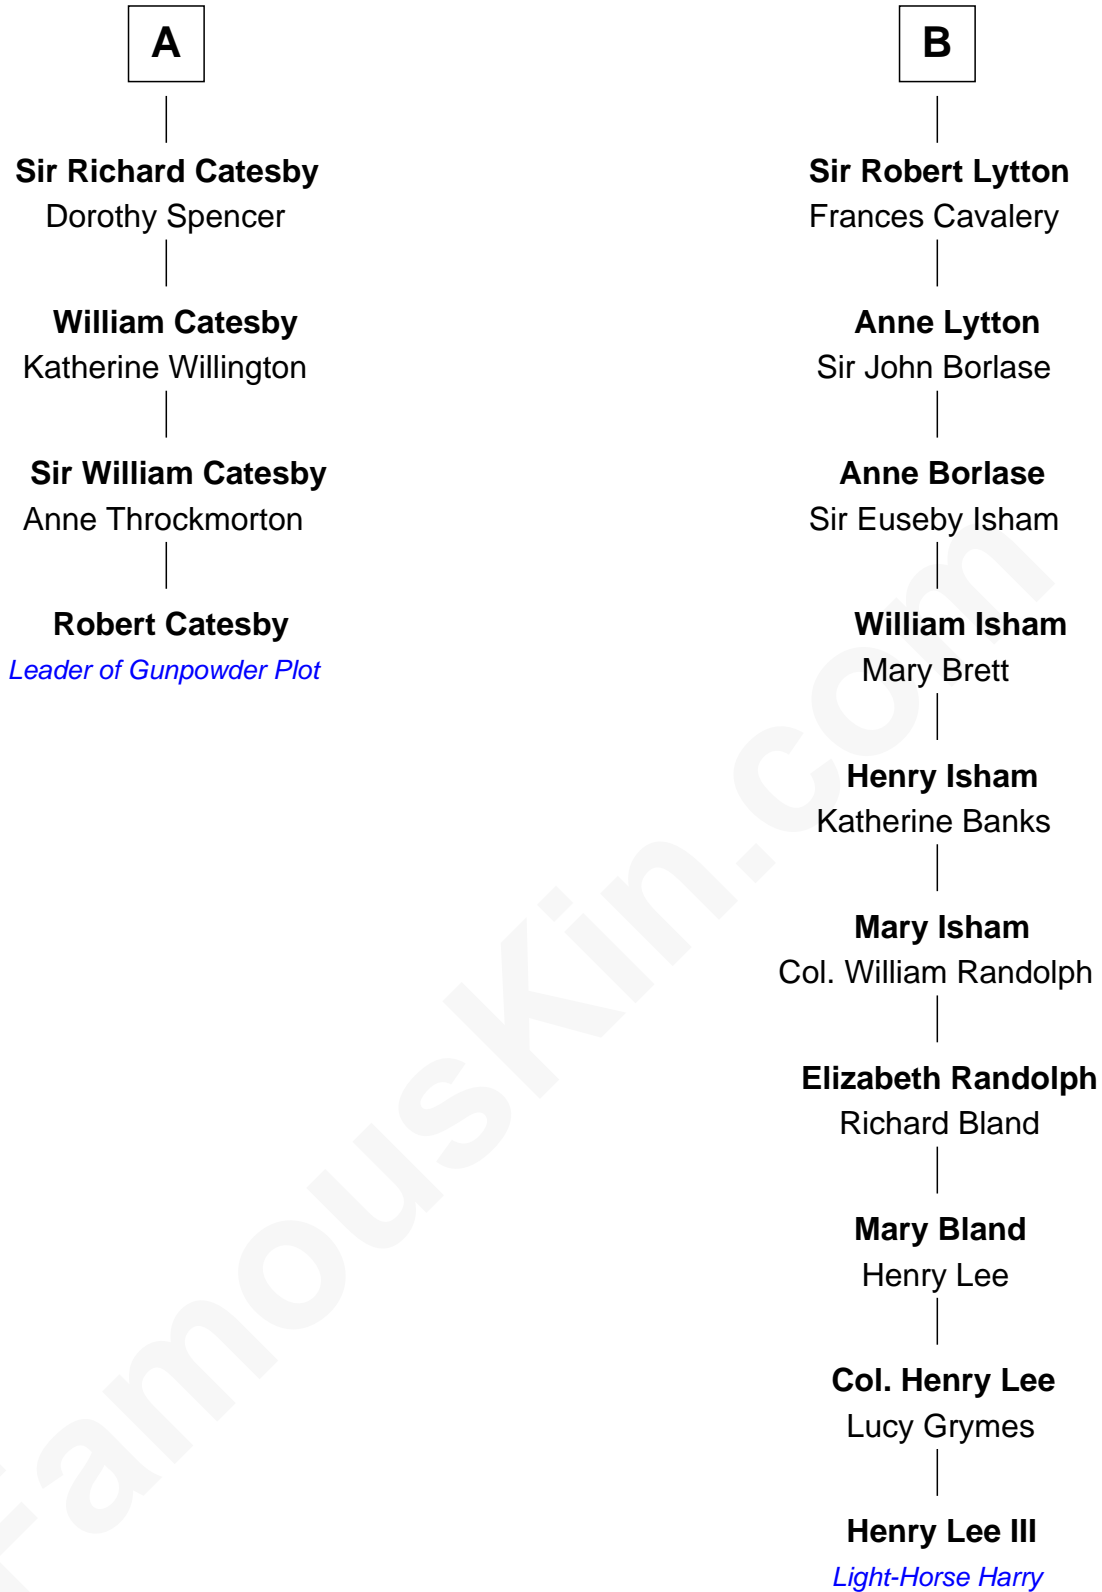 A
Sir Richard Catesby
Dorothy Spencer
William Catesby
Katherine Willington
Sir William Catesby
Anne Throckmorton
Robert Catesby
Leader of Gunpowder Plot
B
Sir Robert Lytton
Frances Cavalery
Anne Lytton
Sir John Borlase
Anne Borlase
Sir Euseby Isham
William Isham
Mary Brett
Henry Isham
Katherine Banks
Mary Isham
Col. William Randolph
Elizabeth Randolph
Richard Bland
Mary Bland
Henry Lee
Col. Henry Lee
Lucy Grymes
Henry Lee III
Light-Horse Harry
FamousKin.com